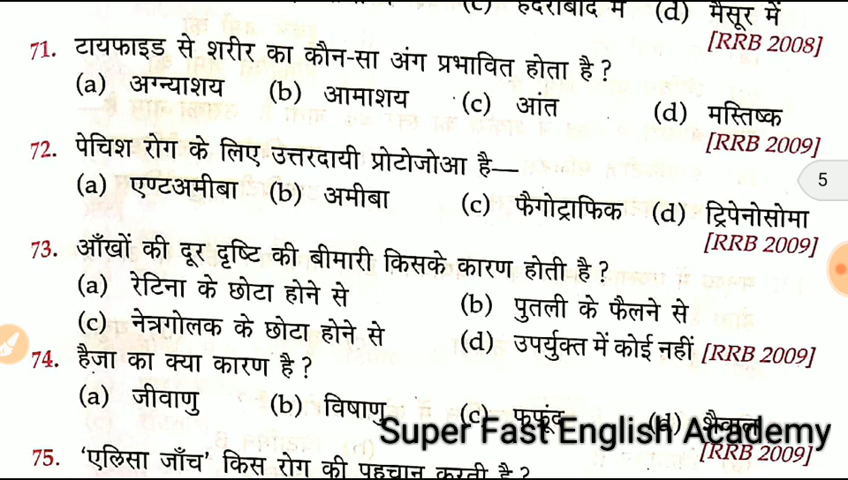 (c) हैदराबाद में (d) मैसूर में
[RRB 2008]
71. टायफाइड से शरीर का कौन-सा अंग प्रभावित होता है?
(a) अग्न्याशय (b) आमाशय (c) आंत (d) मस्तिष्क
[RRB 2009]
72. पेचिश रोग के लिए उत्तरदायी प्रोटोजोआ है—
(a) एण्टअमीबा (b) अमीबा (c) फैगोट्राफिक (d) ट्रिपेनोसोमा
[RRB 2009]
5
73. आँखों की दूर दृष्टि की बीमारी किसके कारण होती है?
(a) रेटिना के छोटा होने से (b) पुतली के फैलने से
(c) नेत्रगोलक के छोटा होने से (d) उपर्युक्त में कोई नहीं [RRB 2009]
74. हैजा का क्या कारण है?
(a) जीवाणु (b) विषाणु (c) फफूंद (d) शैवाल
Super Fast English Academy
[RRB 2009]
75. 'एलिसा जाँच' किस रोग की पहचान करती है?